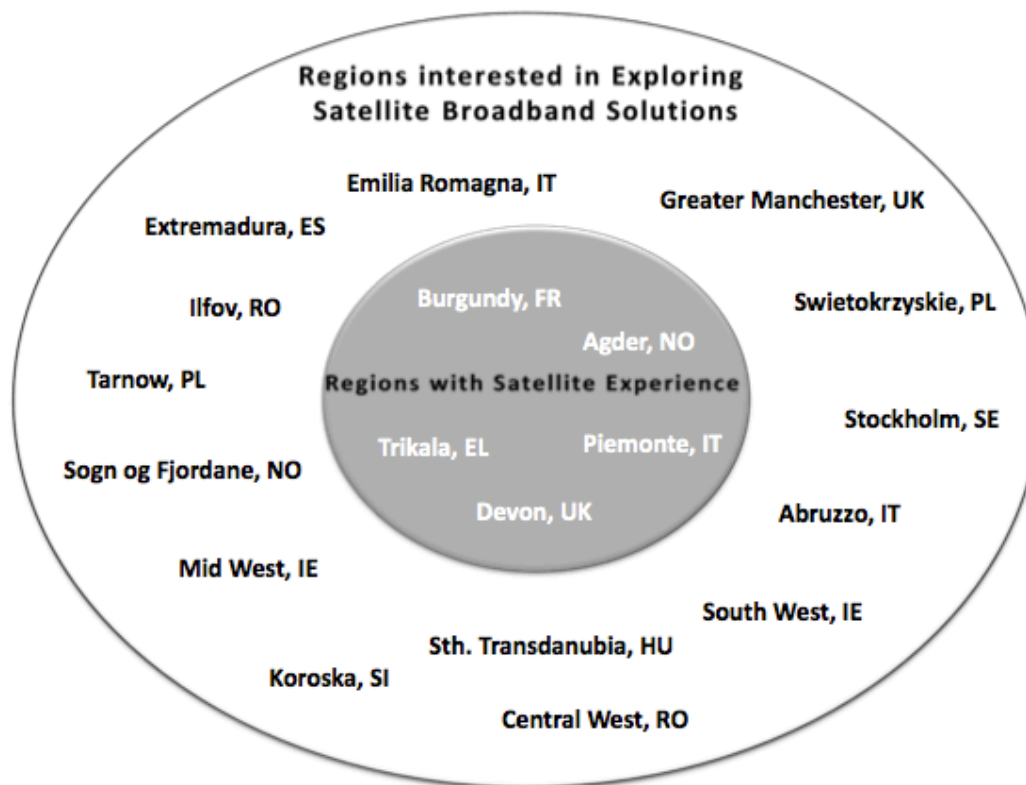 Regions interested in Exploring
Satellite Broadband Solutions
Emilia Romagna, IT
Greater Manchester, UK
Extremadura, ES
Burgundy, FR
Ilfov, RO
Swietokrzyskie, PL
Agder, NO
Tarnow, PL
Regions with Satellite Experience
Stockholm, SE
Trikala, EL
Piemonte, IT
Sogn og Fjordane, NO
Devon, UK
Abruzzo, IT
Mid West, IE
South West, IE
Sth. Transdanubia, HU
Koroska, SI
Central West, RO